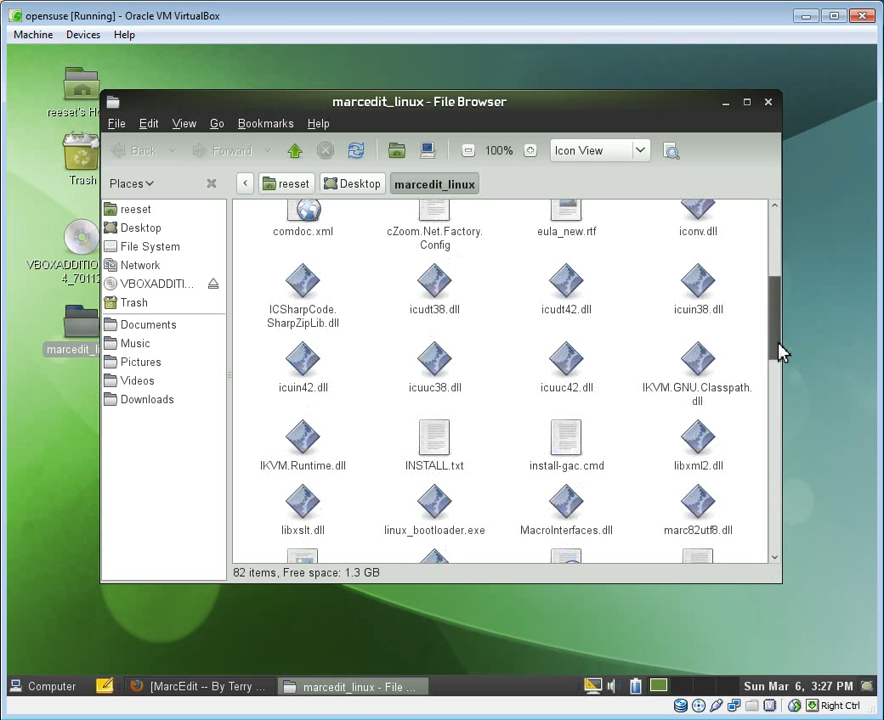 opensuse [Running] - Oracle VM VirtualBox
Machine Devices Help
reeset's H
Trash
VBOXADDITIO
4_7011
marcedit_li
marcedit_linux - File Browser
File Edit View Go Bookmarks Help
Back Forward 100% Icon View
Places reeset Desktop marcedit_linux
reeset
Desktop
File System
Network
VBOXADDITI...
Trash
Documents
Music
Pictures
Videos
Downloads
comdoc.xml
cZoom.Net.Factory.
Config
eula_new.rtf
iconv.dll
ICSharpCode.
SharpZipLib.dll
icudt38.dll
icudt42.dll
icuin38.dll
icuin42.dll
icuuc38.dll
icuuc42.dll
IKVM.GNU.Classpath.
dll
IKVM.Runtime.dll
INSTALL.txt
install-gac.cmd
libxml2.dll
libxslt.dll
linux_bootloader.exe
MacroInterfaces.dll
marc82utf8.dll
82 items, Free space: 1.3 GB
Computer [MarcEdit -- By Terry ... marcedit_linux - File ... Sun Mar 6, 3:27 PM
Right Ctrl